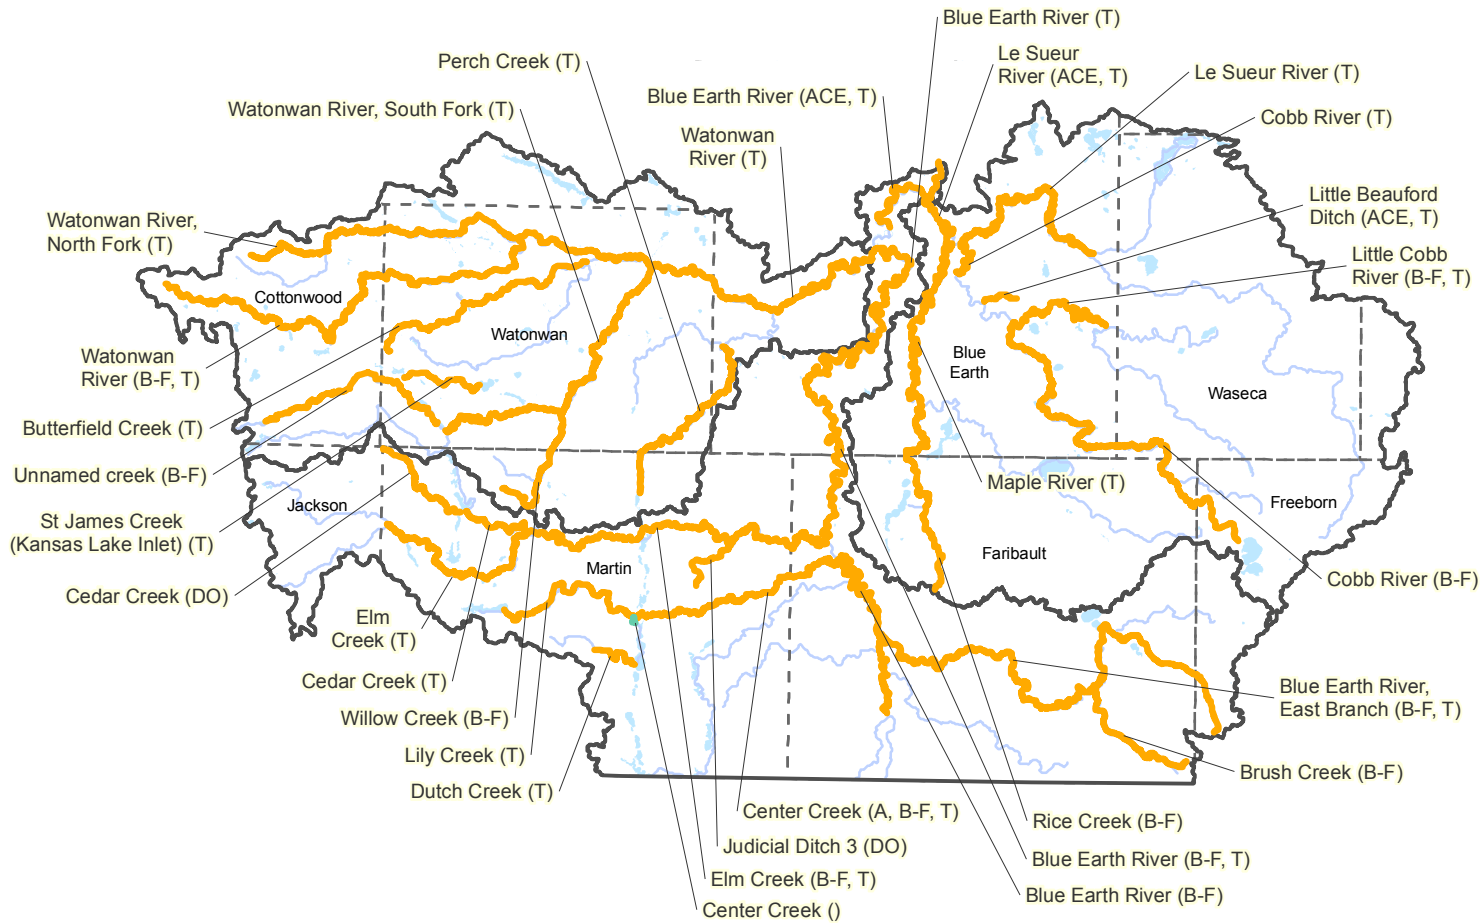 Blue Earth River (T)
Le Sueur
River (ACE, T)
Perch Creek (T)
Le Sueur River (T)
Blue Earth River (ACE, T)
Watonwan River, South Fork (T)
Cobb River (T)
Watonwan
River (T)
Little Beauford
Ditch (ACE, T)
Watonwan River,
North Fork (T)
Little Cobb
River (B-F, T)
Cottonwood
Watonwan
Blue
Earth
Watonwan
River (B-F, T)
Waseca
Butterfield Creek (T)
Unnamed creek (B-F)
Maple River (T)
Jackson
Freeborn
St James Creek
(Kansas Lake Inlet) (T)
Faribault
Martin
Cobb River (B-F)
Cedar Creek (DO)
Elm
Creek (T)
Cedar Creek (T)
Blue Earth River,
East Branch (B-F, T)
Willow Creek (B-F)
Lily Creek (T)
Brush Creek (B-F)
Dutch Creek (T)
Center Creek (A, B-F, T)
Rice Creek (B-F)
Judicial Ditch 3 (DO)
Blue Earth River (B-F, T)
Elm Creek (B-F, T)
Blue Earth River (B-F)
Center Creek ()